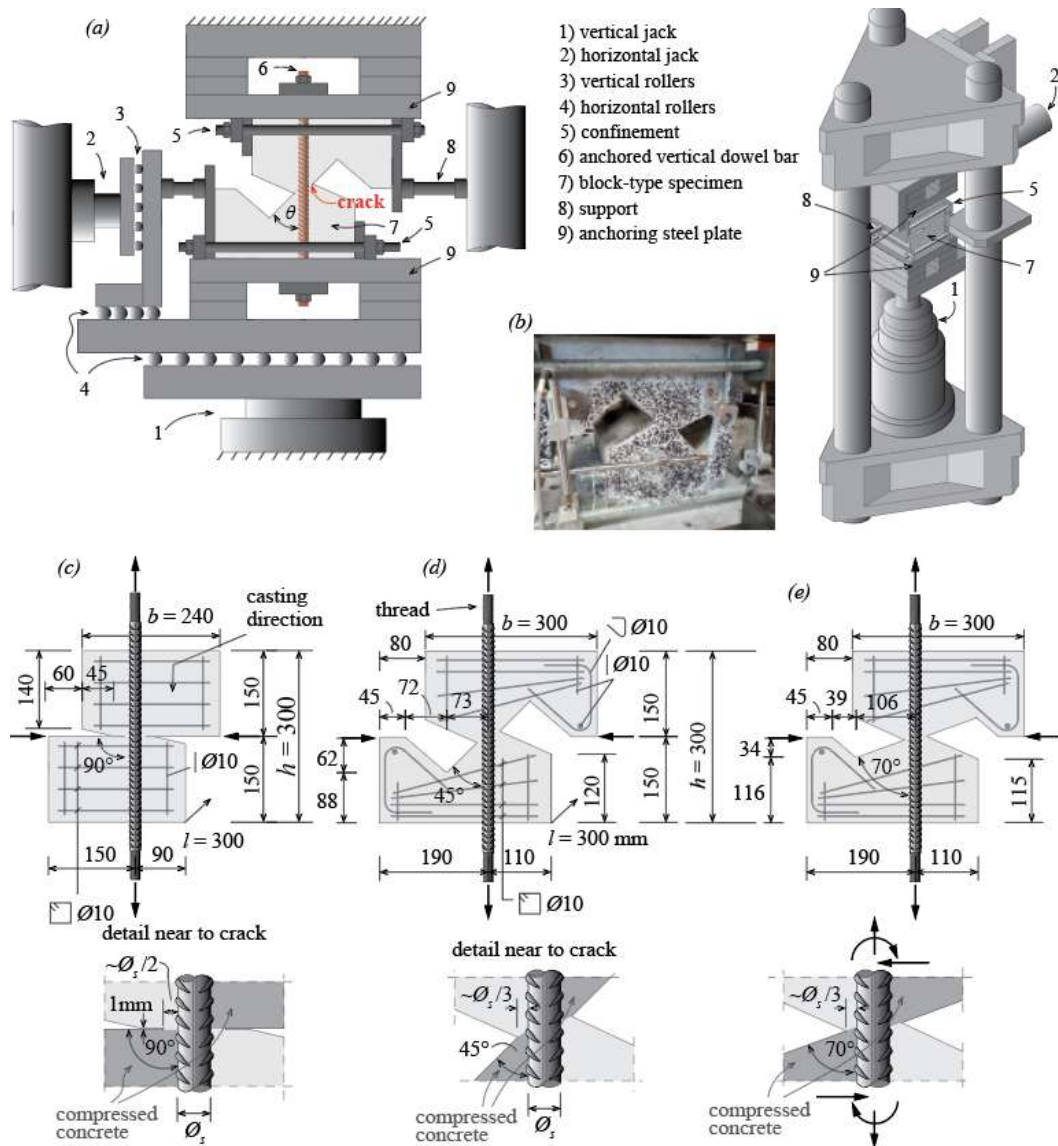 (a)
6
9
3
5
2
8
crack
θ
7
5
9
4
1
1) vertical jack
2) horizontal jack
3) vertical rollers
4) horizontal rollers
5) confinement
6) anchored vertical dowel bar
7) block-type specimen
8) support
9) anchoring steel plate
2
5
8
7
9
1
(b)
(c)
b = 240
casting
direction
60
45
140
150
h = 300
90°
Ø10
150
l = 300
150
90
Ø10
detail near to crack
~Øs/2
1mm
90°
compressed
concrete
Øs
(d)
thread
b = 300
80
Ø10
Ø10
45
72
73
150
h = 300
62
88
45°
120
150
l = 300 mm
190
110
Ø10
detail near to crack
~Øs/3
45°
compressed
concrete
Øs
(e)
b = 300
80
45
39
106
34
116
70°
115
190
110
~Øs/3
70°
compressed
concrete